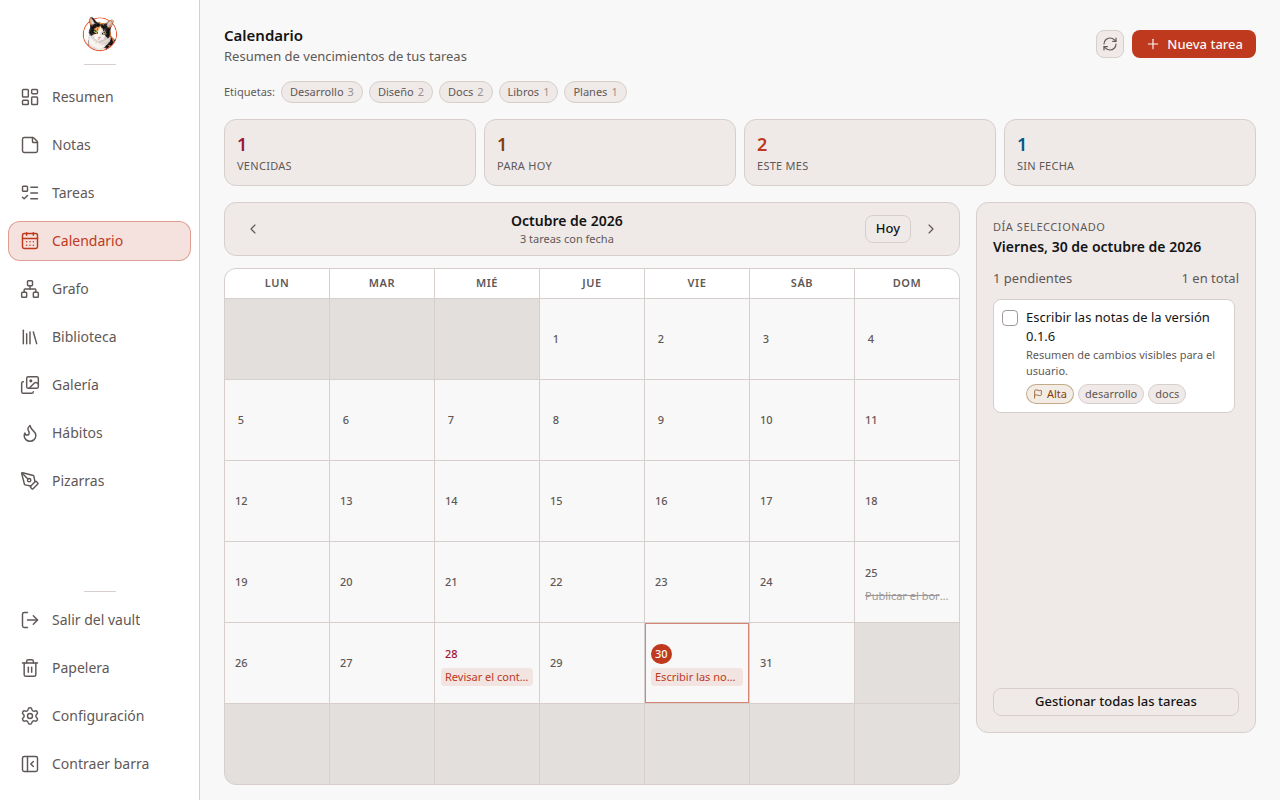 Resumen
Notas
Tareas
Calendario
Grafo
Biblioteca
Galería
Hábitos
Pizarras
Salir del vault
Papelera
Configuración
Contraer barra
Calendario
Resumen de vencimientos de tus tareas
Nueva tarea
Etiquetas: Desarrollo 3 Diseño 2 Docs 2 Libros 1 Planes 1
1
VENCIDAS
1
PARA HOY
2
ESTE MES
1
SIN FECHA
Octubre de 2026
3 tareas con fecha
Hoy
LUN MAR MIÉ JUE VIE SÁB DOM
1 2 3 4
5 6 7 8 9 10 11
12 13 14 15 16 17 18
19 20 21 22 23 24 25
Publicar el bor...
26 27 28 29 30 31
Revisar el cont... Escribir las no...
DÍA SELECCIONADO
Viernes, 30 de octubre de 2026
1 pendientes 1 en total
Escribir las notas de la versión
0.1.6
Resumen de cambios visibles para el
usuario.
Alta desarrollo docs
Gestionar todas las tareas